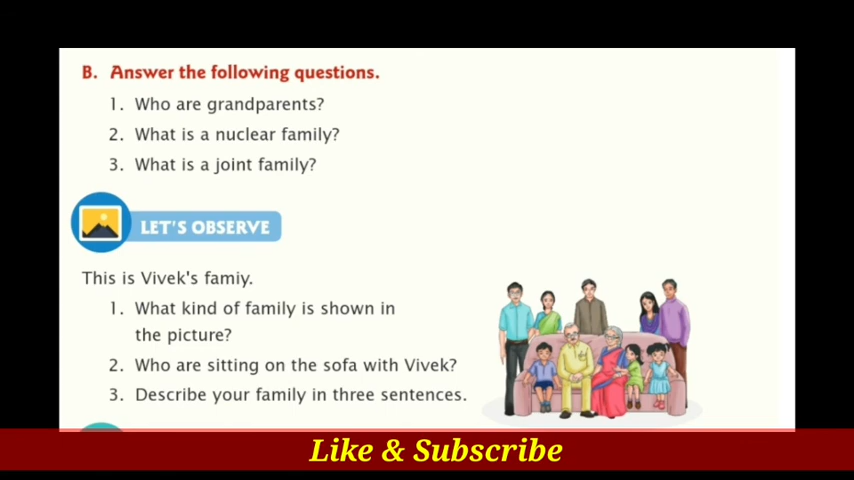 B. Answer the following questions.
1. Who are grandparents?
2. What is a nuclear family?
3. What is a joint family?
LET'S OBSERVE
This is Vivek's famiy.
1. What kind of family is shown in
the picture?
2. Who are sitting on the sofa with Vivek?
3. Describe your family in three sentences.
Like & Subscribe